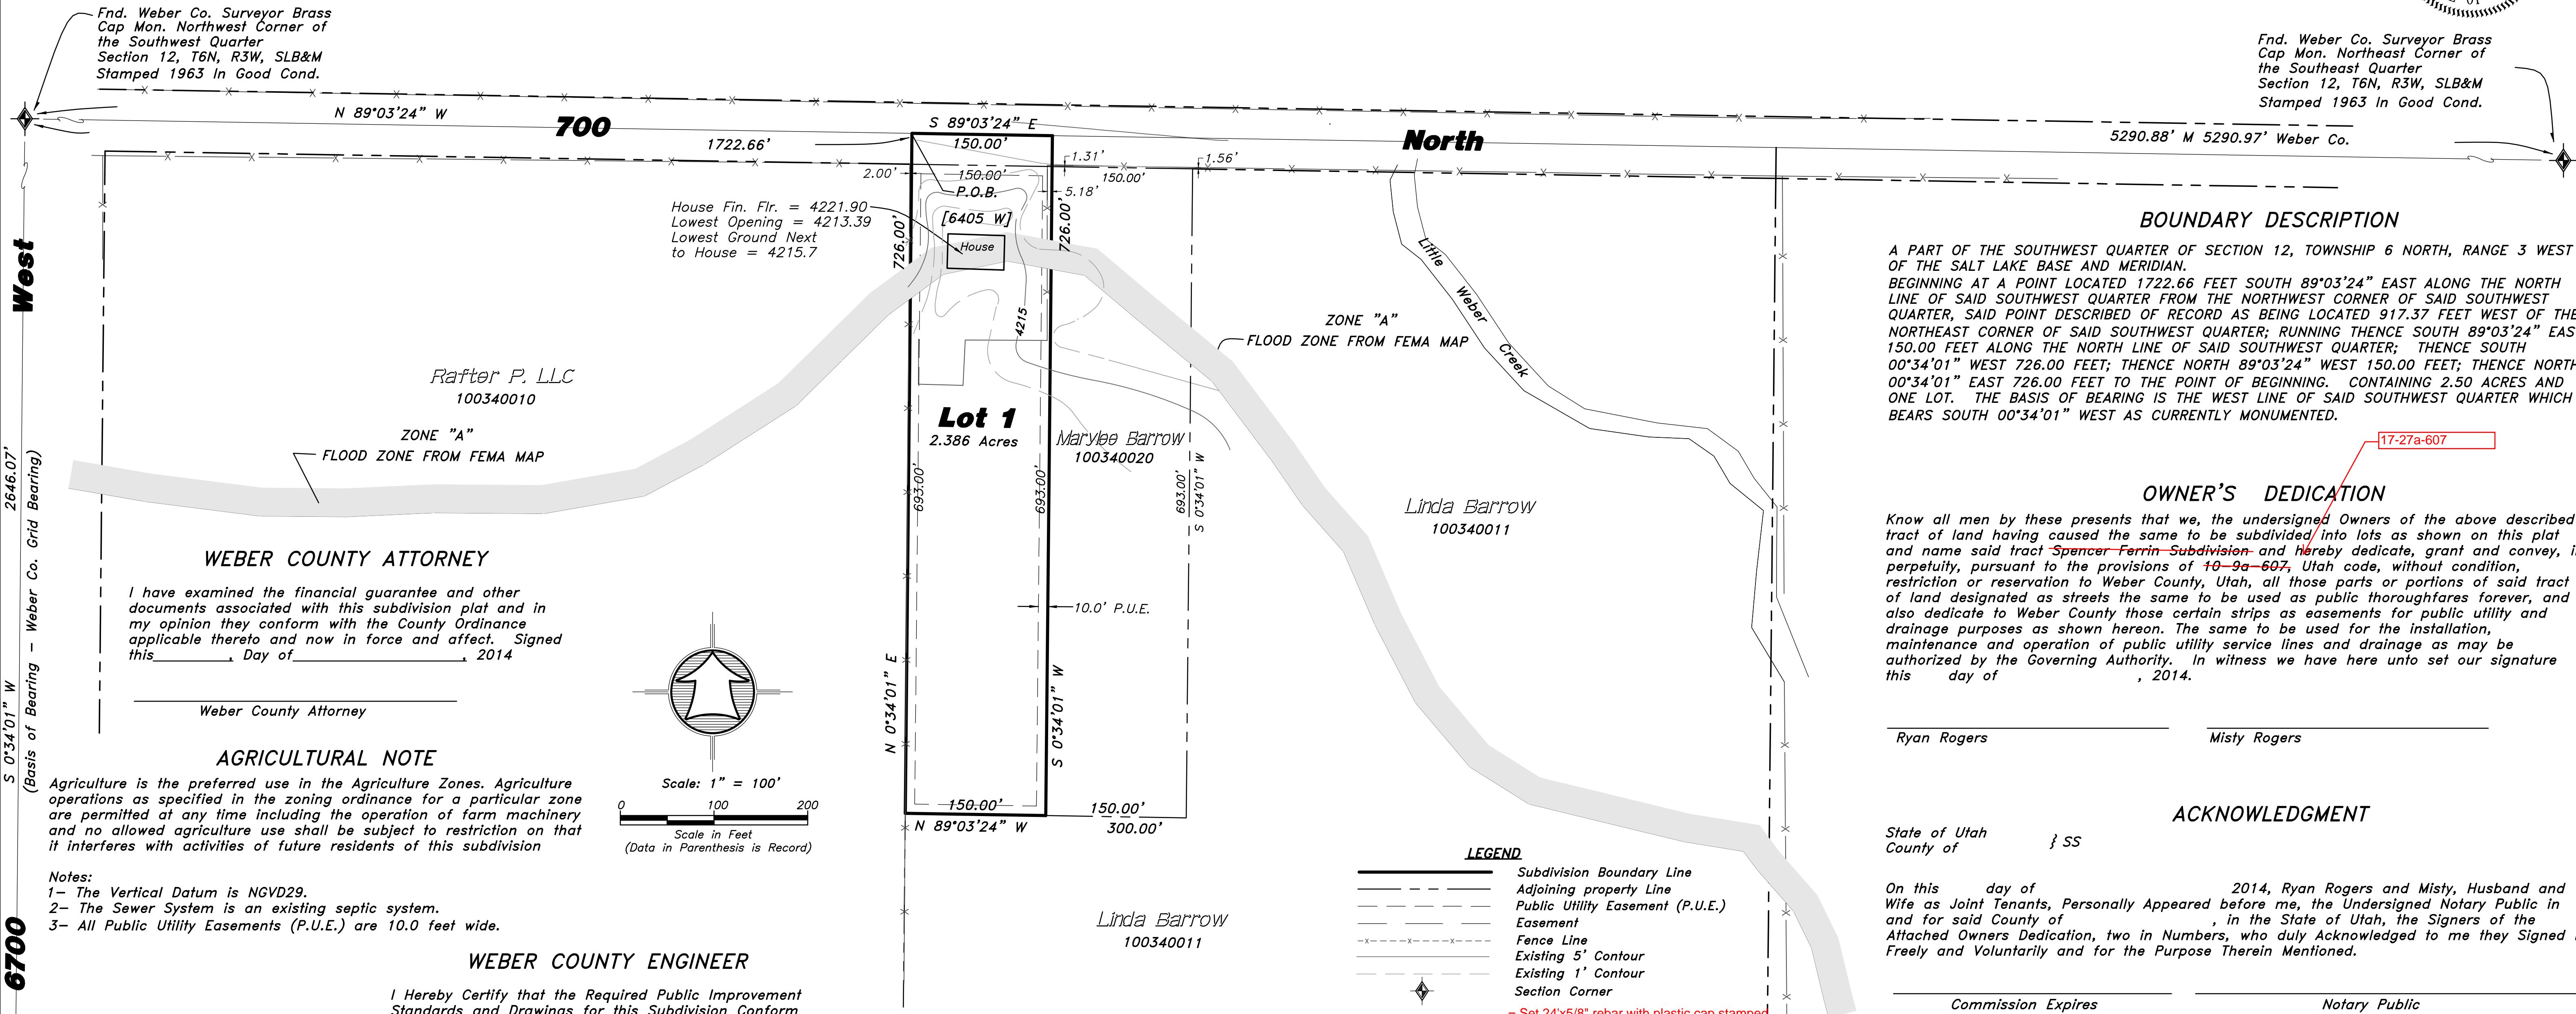 Fnd. Weber Co. Surveyor Brass
Cap Mon. Northwest Corner of
the Southwest Quarter
Section 12, T6N, R3W, SLB&M
Stamped 1963 In Good Cond.
Fnd. Weber Co. Surveyor Brass
Cap Mon. Northeast Corner of
the Southeast Quarter
Section 12, T6N, R3W, SLB&M
Stamped 1963 In Good Cond.
N 89°03'24" W
700
1722.66'
S 89°03'24" E
150.00'
North
5290.88' M 5290.97' Weber Co.
1.31'
1.56'
2.00'
150.00'
150.00'
P.O.B.
5.18'
House Fin. Flr. = 4221.90
Lowest Opening = 4213.39
Lowest Ground Next
to House = 4215.7
[6405 W]
House
726.00'
726.00'
4215
Little Weber Creek
ZONE "A"
FLOOD ZONE FROM FEMA MAP
Rafter P. LLC
100340010
ZONE "A"
FLOOD ZONE FROM FEMA MAP
Lot 1
2.386 Acres
Marylee Barrow
100340020
693.00'
693.00'
693.00'
S 0°34'01" W
Linda Barrow
100340011
10.0' P.U.E.
N 0°34'01" E
S 0°34'01" W
150.00'
N 89°03'24" W
150.00'
300.00'
Linda Barrow
100340011
West
2646.07'
S 0°34'01" W
(Basis of Bearing - Weber Co. Grid Bearing)
6700
WEBER COUNTY ATTORNEY
I have examined the financial guarantee and other
documents associated with this subdivision plat and in
my opinion they conform with the County Ordinance
applicable thereto and now in force and affect. Signed
this________, Day of________________, 2014
Weber County Attorney
AGRICULTURAL NOTE
Agriculture is the preferred use in the Agriculture Zones. Agriculture
operations as specified in the zoning ordinance for a particular zone
are permitted at any time including the operation of farm machinery
and no allowed agriculture use shall be subject to restriction on that
it interferes with activities of future residents of this subdivision
Notes:
1- The Vertical Datum is NGVD29.
2- The Sewer System is an existing septic system.
3- All Public Utility Easements (P.U.E.) are 10.0 feet wide.
Scale: 1" = 100'
0 100 200
Scale in Feet
(Data in Parenthesis is Record)
WEBER COUNTY ENGINEER
I Hereby Certify that the Required Public Improvement
Standards and Drawings for this Subdivision Conform
LEGEND
Subdivision Boundary Line
Adjoining property Line
Public Utility Easement (P.U.E.)
Easement
Fence Line
Existing 5' Contour
Existing 1' Contour
Section Corner
= Set 24'x5/8" rebar with plastic cap stamped
BOUNDARY DESCRIPTION
A PART OF THE SOUTHWEST QUARTER OF SECTION 12, TOWNSHIP 6 NORTH, RANGE 3 WEST
OF THE SALT LAKE BASE AND MERIDIAN.
BEGINNING AT A POINT LOCATED 1722.66 FEET SOUTH 89°03'24" EAST ALONG THE NORTH
LINE OF SAID SOUTHWEST QUARTER FROM THE NORTHWEST CORNER OF SAID SOUTHWEST
QUARTER, SAID POINT DESCRIBED OF RECORD AS BEING LOCATED 917.37 FEET WEST OF THE
NORTHEAST CORNER OF SAID SOUTHWEST QUARTER; RUNNING THENCE SOUTH 89°03'24" EAS
150.00 FEET ALONG THE NORTH LINE OF SAID SOUTHWEST QUARTER; THENCE SOUTH
00°34'01" WEST 726.00 FEET; THENCE NORTH 89°03'24" WEST 150.00 FEET; THENCE NORTH
00°34'01" EAST 726.00 FEET TO THE POINT OF BEGINNING. CONTAINING 2.50 ACRES AND
ONE LOT. THE BASIS OF BEARING IS THE WEST LINE OF SAID SOUTHWEST QUARTER WHICH
BEARS SOUTH 00°34'01" WEST AS CURRENTLY MONUMENTED.
17-27a-607
OWNER'S DEDICATION
Know all men by these presents that we, the undersigned Owners of the above described
tract of land having caused the same to be subdivided into lots as shown on this plat
and name said tract Spencer Ferrin Subdivision and hereby dedicate, grant and convey, i
perpetuity, pursuant to the provisions of 10-9a-607, Utah code, without condition,
restriction or reservation to Weber County, Utah, all those parts or portions of said tract
of land designated as streets the same to be used as public thoroughfares forever, and
also dedicate to Weber County those certain strips as easements for public utility and
drainage purposes as shown hereon. The same to be used for the installation,
maintenance and operation of public utility service lines and drainage as may be
authorized by the Governing Authority. In witness we have here unto set our signature
this day of , 2014.
Ryan Rogers Misty Rogers
ACKNOWLEDGMENT
State of Utah
County of } SS
On this day of 2014, Ryan Rogers and Misty, Husband and
Wife as Joint Tenants, Personally Appeared before me, the Undersigned Notary Public in
and for said County of , in the State of Utah, the Signers of the
Attached Owners Dedication, two in Numbers, who duly Acknowledged to me they Signed
Freely and Voluntarily and for the Purpose Therein Mentioned.
Commission Expires Notary Public